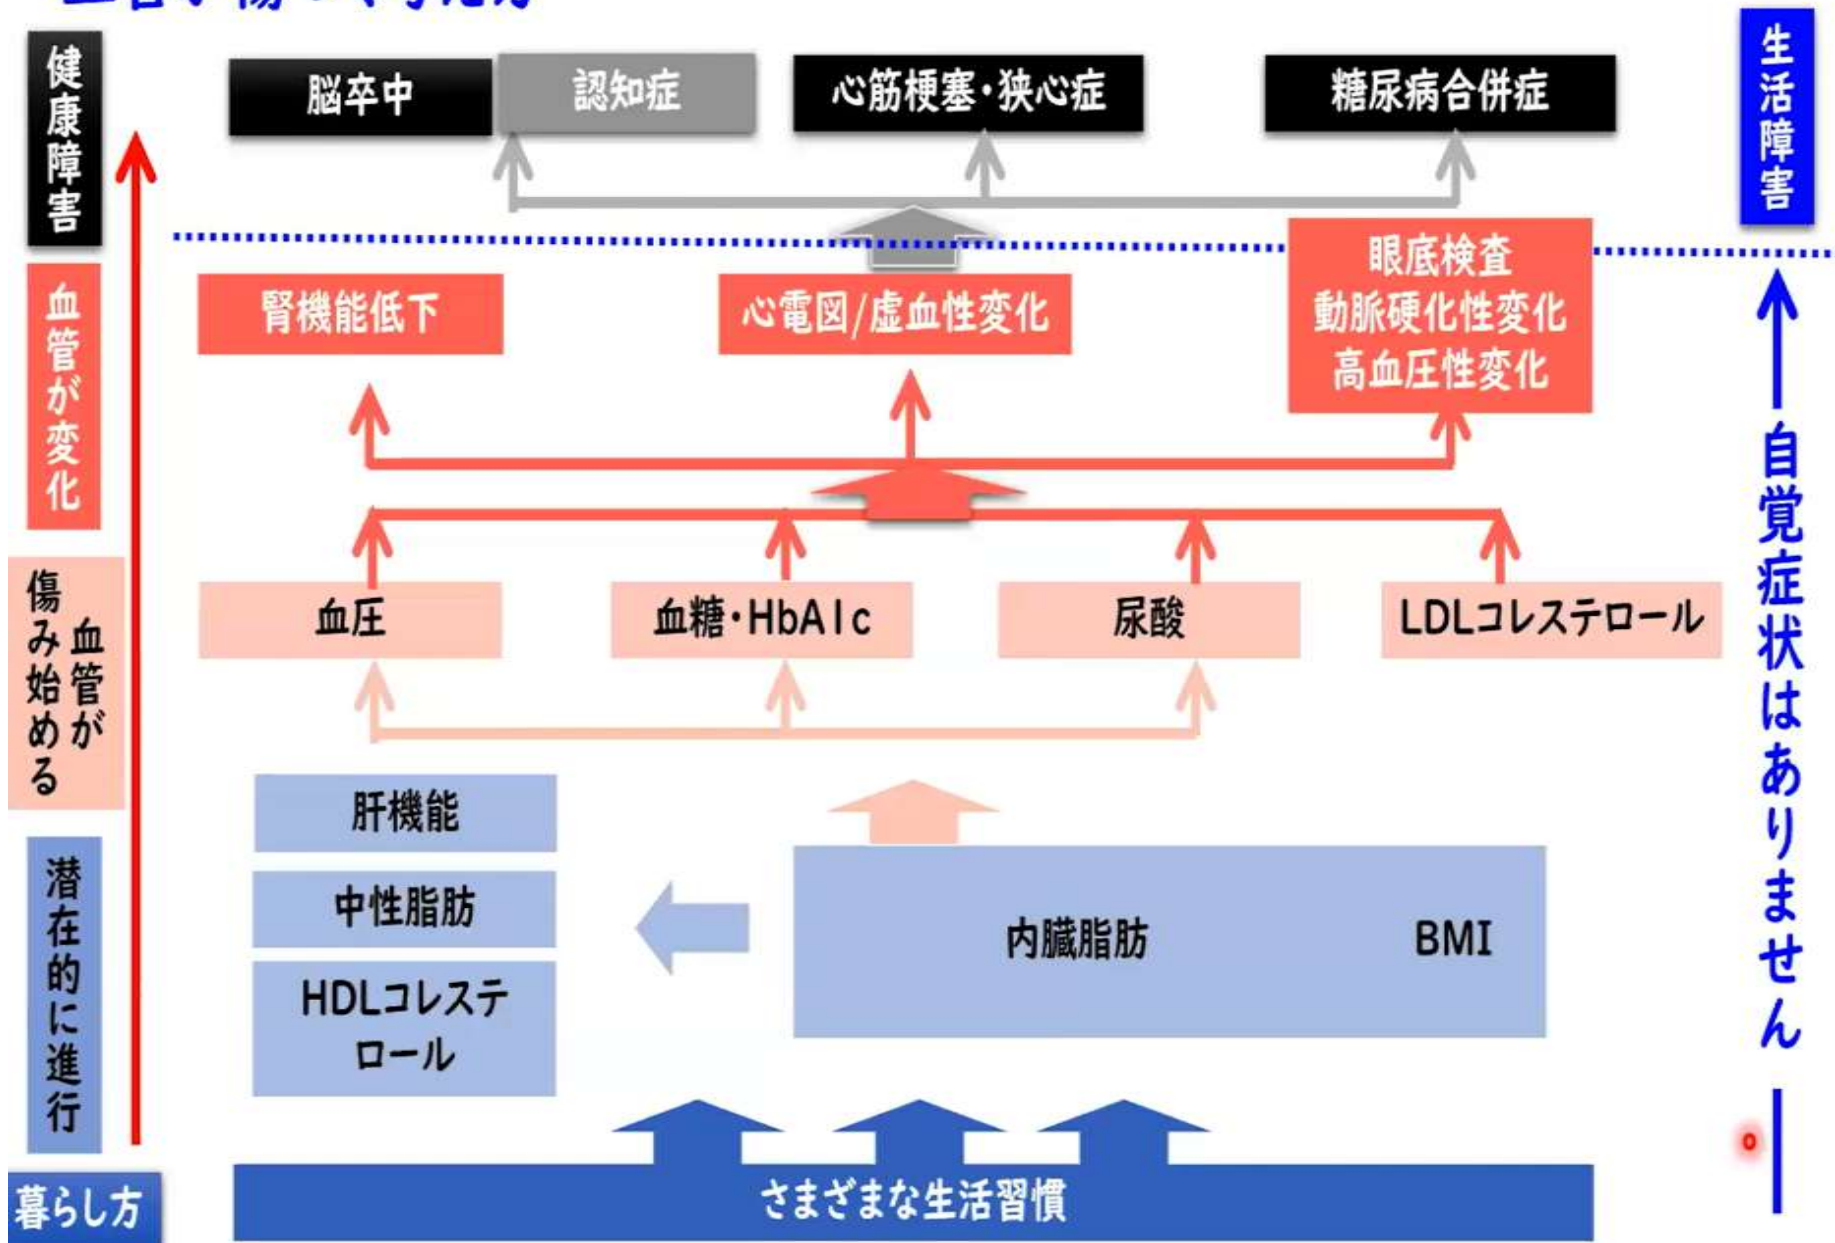 健康障害
脳卒中
認知症
心筋梗塞・狭心症
糖尿病合併症
生活障害
血管が変化
腎機能低下
心電図/虚血性変化
眼底検査
動脈硬化性変化
高血圧性変化
血管が
傷み始める
血圧
血糖・HbA1c
尿酸
LDLコレステロール
自覚症状はありません
潜在的に進行
肝機能
中性脂肪
HDLコレステ
ロール
内臓脂肪
BMI
暮らし方
さまざまな生活習慣